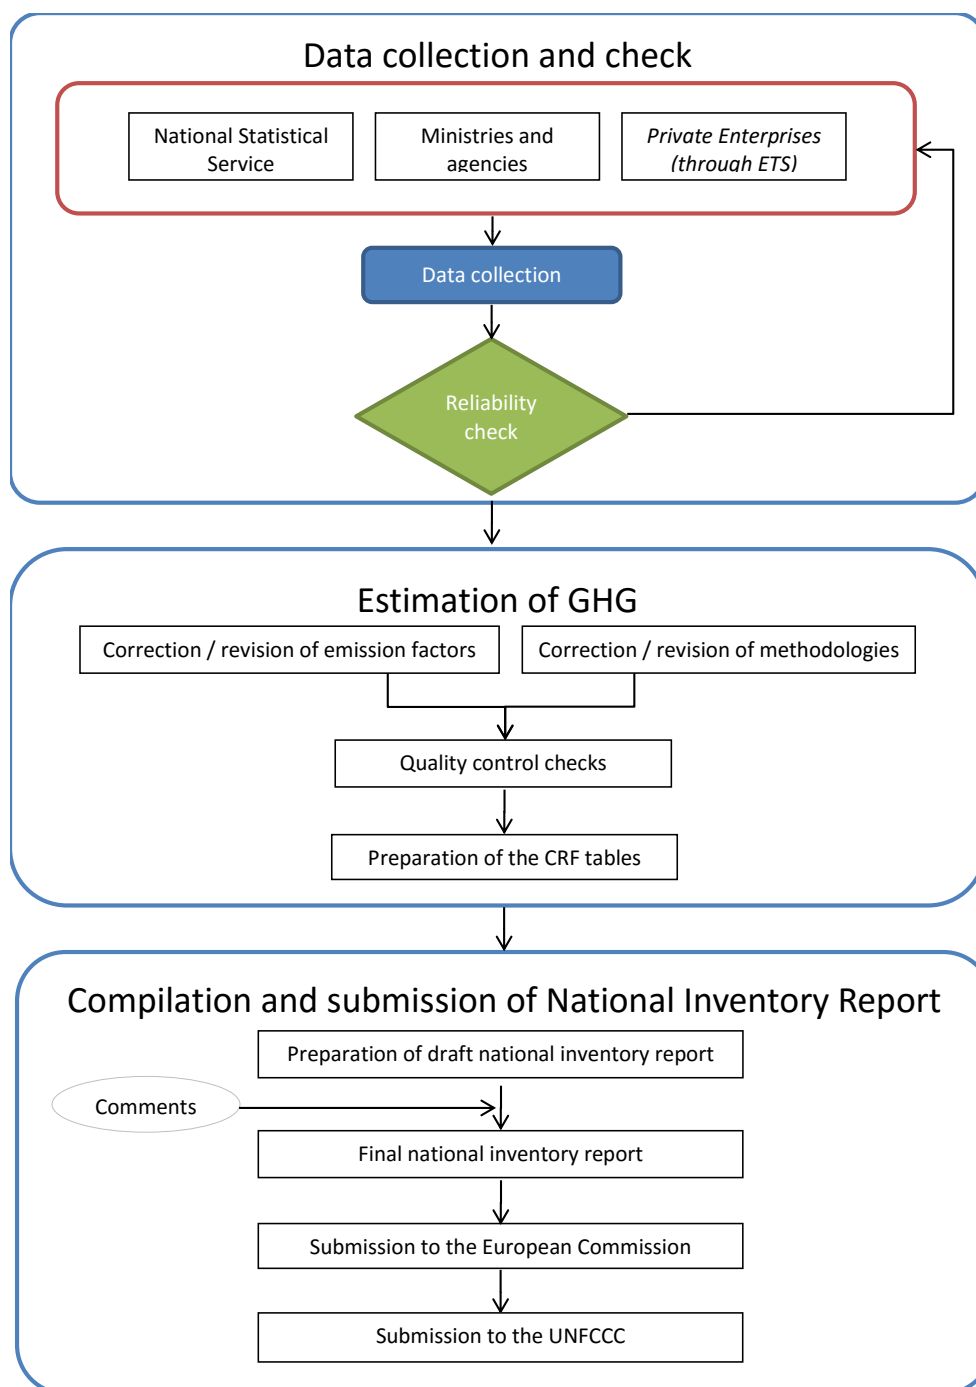 Data collection and check
National Statistical
Service
Ministries and
agencies
Private Enterprises
(through ETS)
Data collection
Reliability
check
Estimation of GHG
Correction / revision of emission factors
Correction / revision of methodologies
Quality control checks
Preparation of the CRF tables
Compilation and submission of National Inventory Report
Preparation of draft national inventory report
Comments
Final national inventory report
Submission to the European Commission
Submission to the UNFCCC